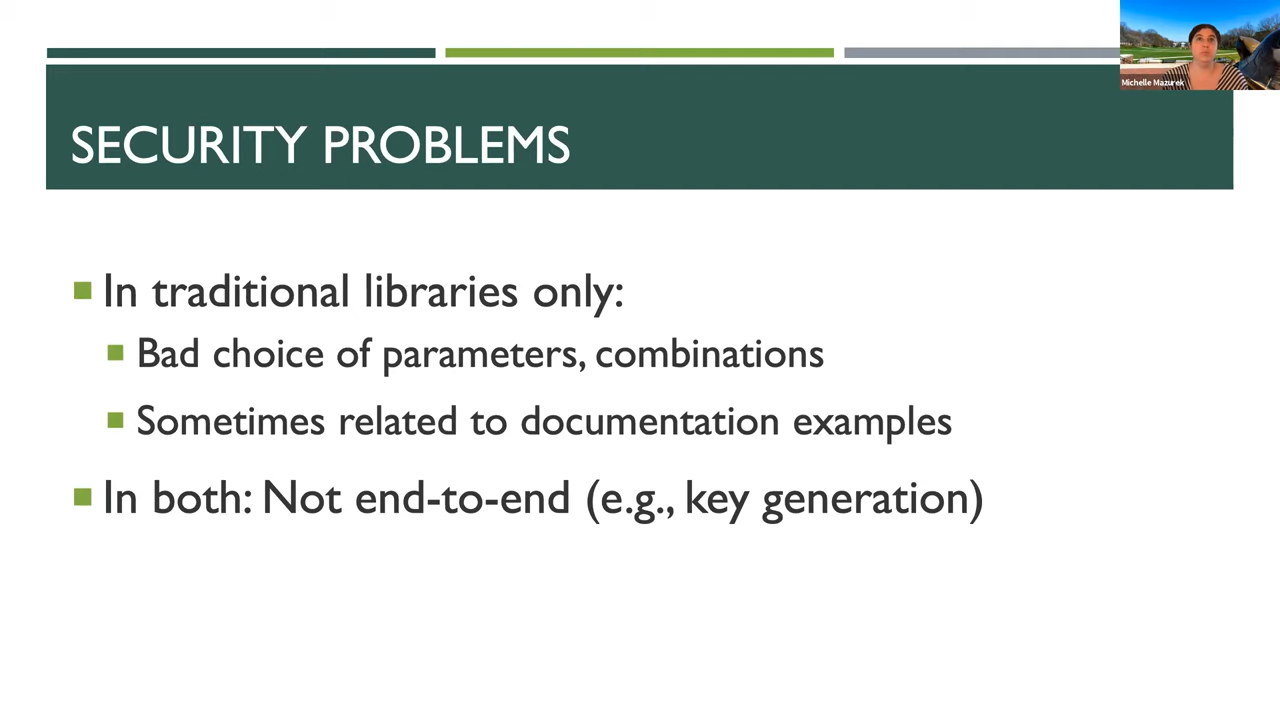 Michelle Mazurek
SECURITY PROBLEMS
In traditional libraries only:
Bad choice of parameters, combinations
Sometimes related to documentation examples
In both: Not end-to-end (e.g., key generation)